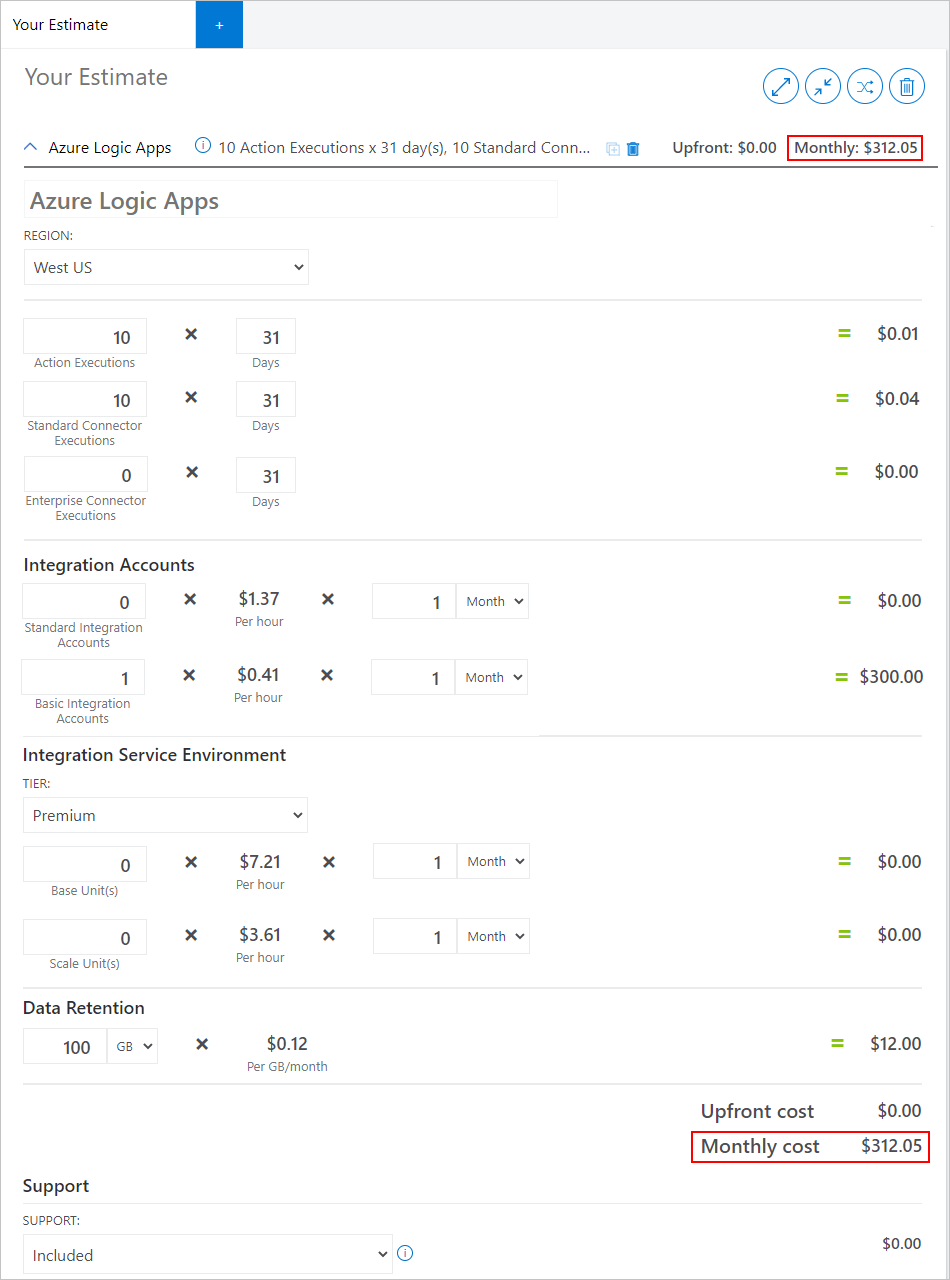 Your Estimate
+
Your Estimate
Azure Logic Apps 10 Action Executions x 31 day(s), 10 Standard Conn... Upfront: $0.00 Monthly: $312.05
Azure Logic Apps
REGION:
West US
10 × 31 = $0.01
Action Executions Days
10 × 31 = $0.04
Standard Connector Days
Executions
0 × 31 = $0.00
Enterprise Connector Days
Executions
Integration Accounts
0 × $1.37 × 1 Month = $0.00
Standard Integration Per hour
Accounts
1 × $0.41 × 1 Month = $300.00
Basic Integration Per hour
Accounts
Integration Service Environment
TIER:
Premium
0 × $7.21 × 1 Month = $0.00
Base Unit(s) Per hour
0 × $3.61 × 1 Month = $0.00
Scale Unit(s) Per hour
Data Retention
100 GB × $0.12 = $12.00
Per GB/month
Upfront cost $0.00
Monthly cost $312.05
Support
SUPPORT:
Included $0.00